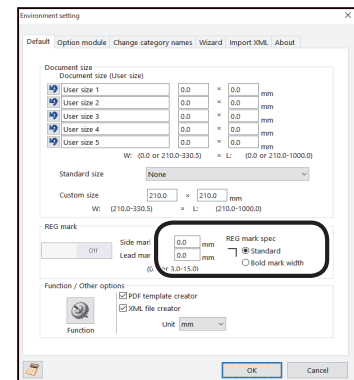 Environment setting
Default Option module Change category names Wizard Import XML About
Document size
Document size (User size)
User size 1 0.0 × 0.0 mm
User size 2 0.0 × 0.0
User size 3 0.0 × 0.0 mm
User size 4 0.0 × 0.0
User size 5 0.0 × 0.0 mm
W: (0.0 or 210.0-330.5) × L: (0.0 or 210.0-1000.0)
Standard size None
Custom size 210.0 × 210.0 mm
W: (210.0-330.5) × L: (210.0-1000.0)
REG mark
Off
Side mar 0.0 mm REG mark spec
Standard
Lead mar 0.0 mm
Bold mark width
(0. or 3.0-15.0)
Function / Other options
PDF template creator
XML file creator
Function
Unit mm
OK Cancel